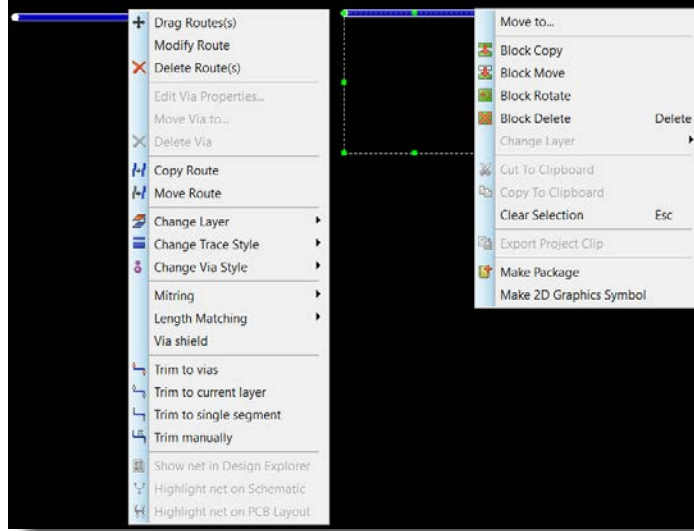 Drag Routes(s)
Modify Route
Delete Route(s)
Edit Via Properties...
Move Via to...
Delete Via
Copy Route
Move Route
Change Layer
Change Trace Style
Change Via Style
Mitring
Length Matching
Via shield
Trim to vias
Trim to current layer
Trim to single segment
Trim manually
Show net in Design Explorer
Highlight net on Schematic
Highlight net on PCB Layout
Move to...
Block Copy
Block Move
Block Rotate
Block Delete Delete
Change Layer
Cut To Clipboard
Copy To Clipboard
Clear Selection Esc
Export Project Clip
Make Package
Make 2D Graphics Symbol